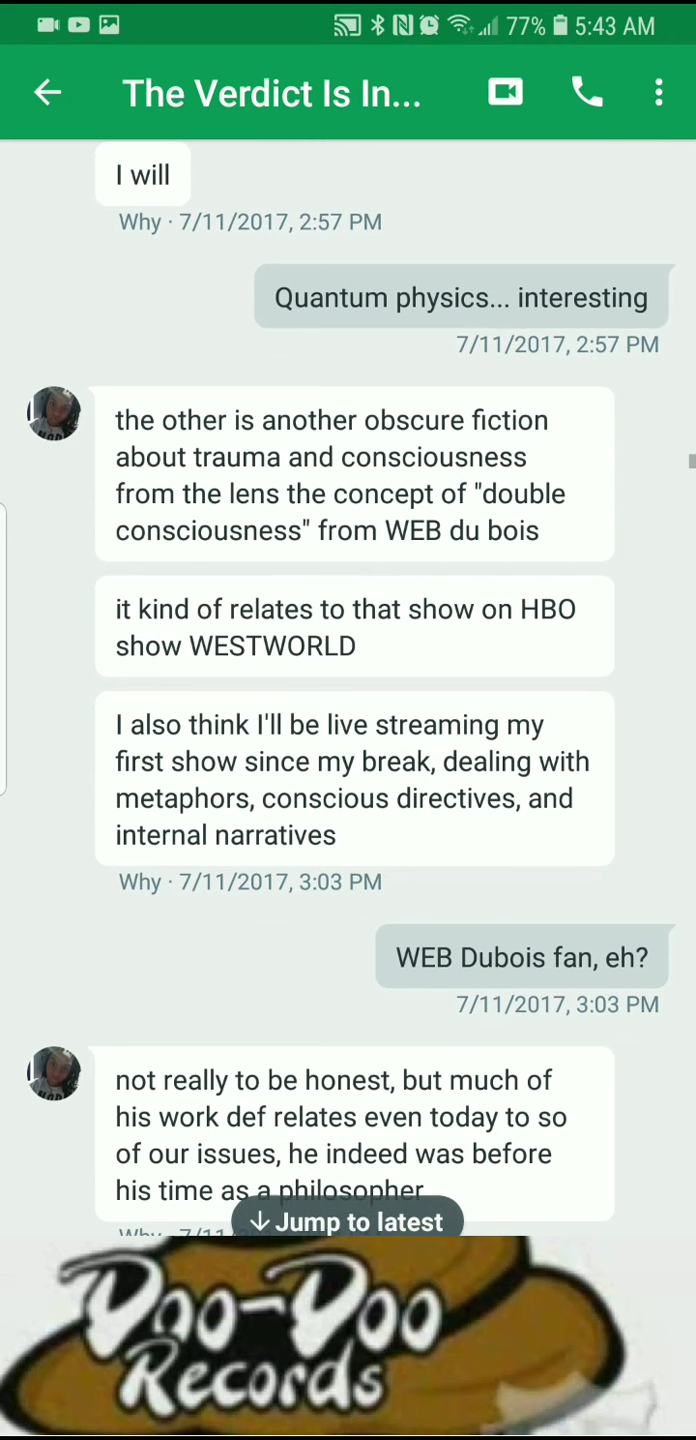 77% 5:43 AM
The Verdict Is In...
I will
Why · 7/11/2017, 2:57 PM
Quantum physics... interesting
7/11/2017, 2:57 PM
the other is another obscure fiction
about trauma and consciousness
from the lens the concept of "double
consciousness" from WEB du bois
it kind of relates to that show on HBO
show WESTWORLD
I also think I'll be live streaming my
first show since my break, dealing with
metaphors, conscious directives, and
internal narratives
Why · 7/11/2017, 3:03 PM
WEB Dubois fan, eh?
7/11/2017, 3:03 PM
not really to be honest, but much of
his work def relates even today to so
of our issues, he indeed was before
his time as a philosopher
Why · 7/11
↓ Jump to latest
Doo-Doo
Records